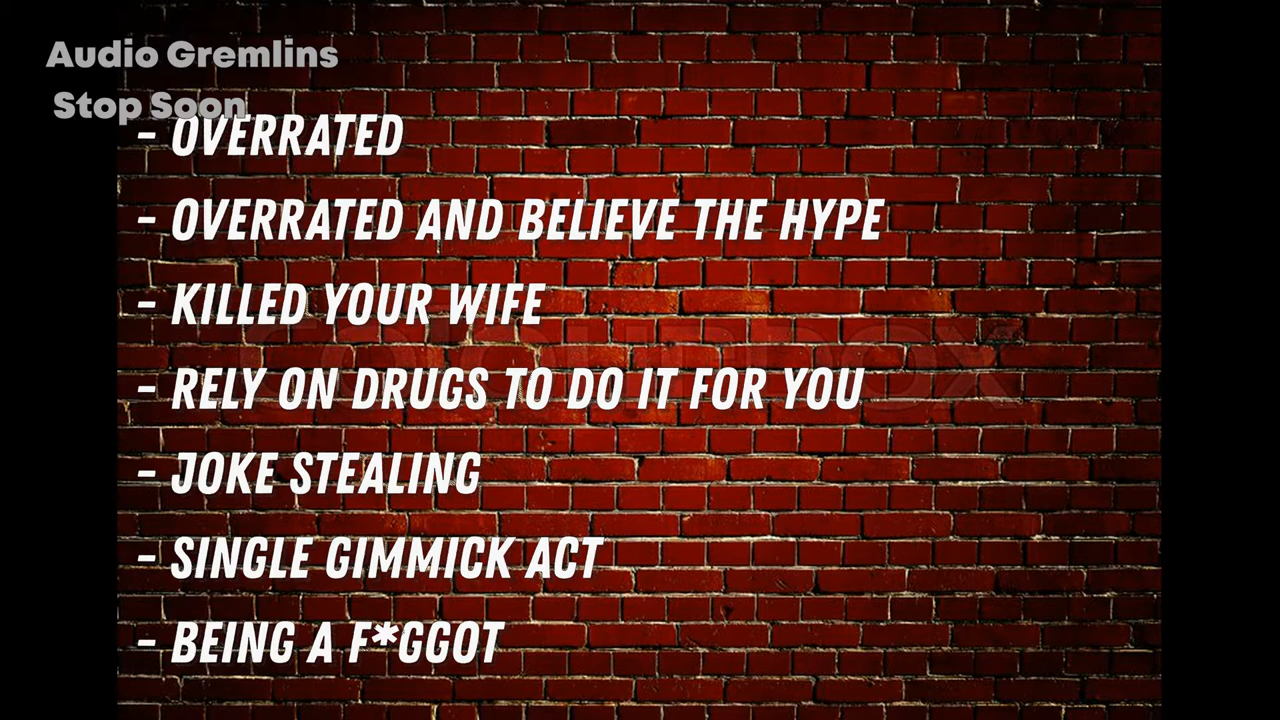 Audio Gremlins
Stop Soon
- OVERRATED
- OVERRATED AND BELIEVE THE HYPE
- KILLED YOUR WIFE
- RELY ON DRUGS TO DO IT FOR YOU
- JOKE STEALING
- SINGLE GIMMICK ACT
- BEING A F*GGOT
colourbox